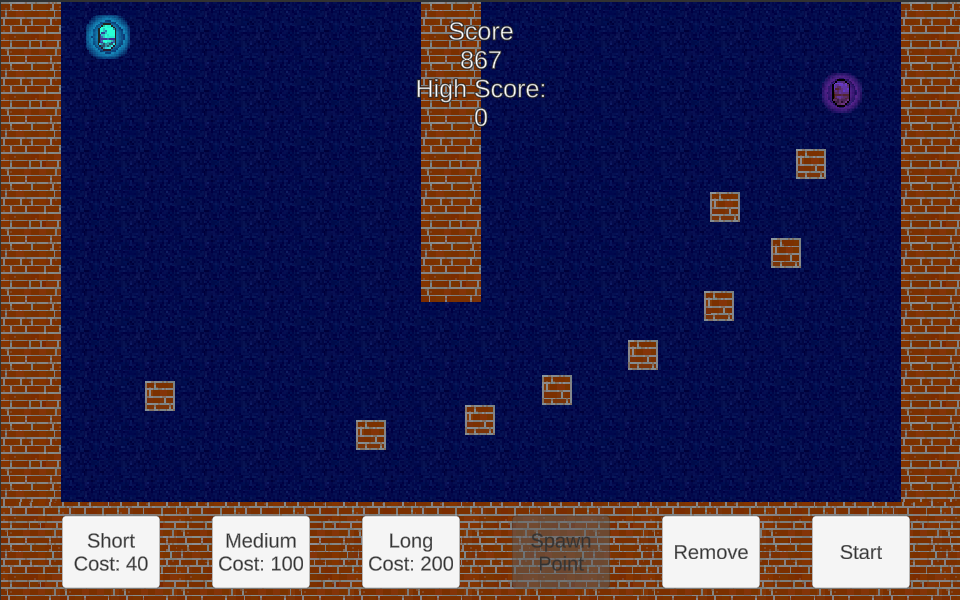 Score
867
High Score:
0
Short
Cost: 40
Medium
Cost: 100
Long
Cost: 200
Spawn
Point
Remove
Start